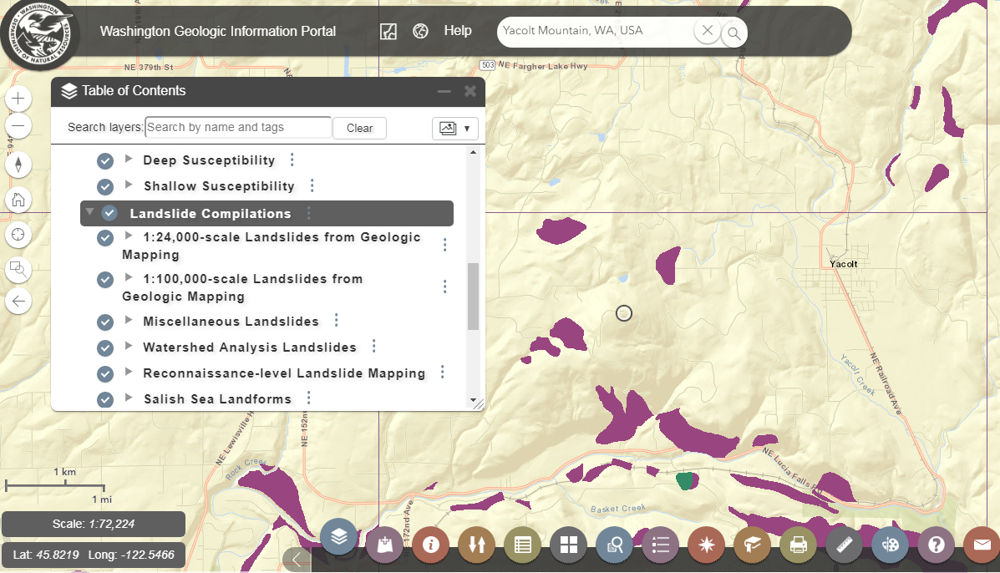 WASHINGTON
DEPARTMENT OF NATURAL RESOURCES
Washington Geologic Information Portal
Help
Yacolt Mountain, WA, USA
NE 379th St
503
NE Fargher Lake Hwy
Table of Contents
Search layers:
Search by name and tags
Clear
Deep Susceptibility
Shallow Susceptibility
Landslide Compilations
1:24,000-scale Landslides from Geologic
Mapping
1:100,000-scale Landslides from
Geologic Mapping
Miscellaneous Landslides
Watershed Analysis Landslides
Reconnaissance-level Landslide Mapping
Salish Sea Landforms
Yacolt
Yacolt Creek
NE Railroad Ave
NE Lucia Falls Rd
NE Lewisville H
NE 152n
Rock Cree
NE 172nd Ave
Basket Creek
1 km
1 mi
Scale: 1:72,224
Lat: 45.8219 Long: -122.5466